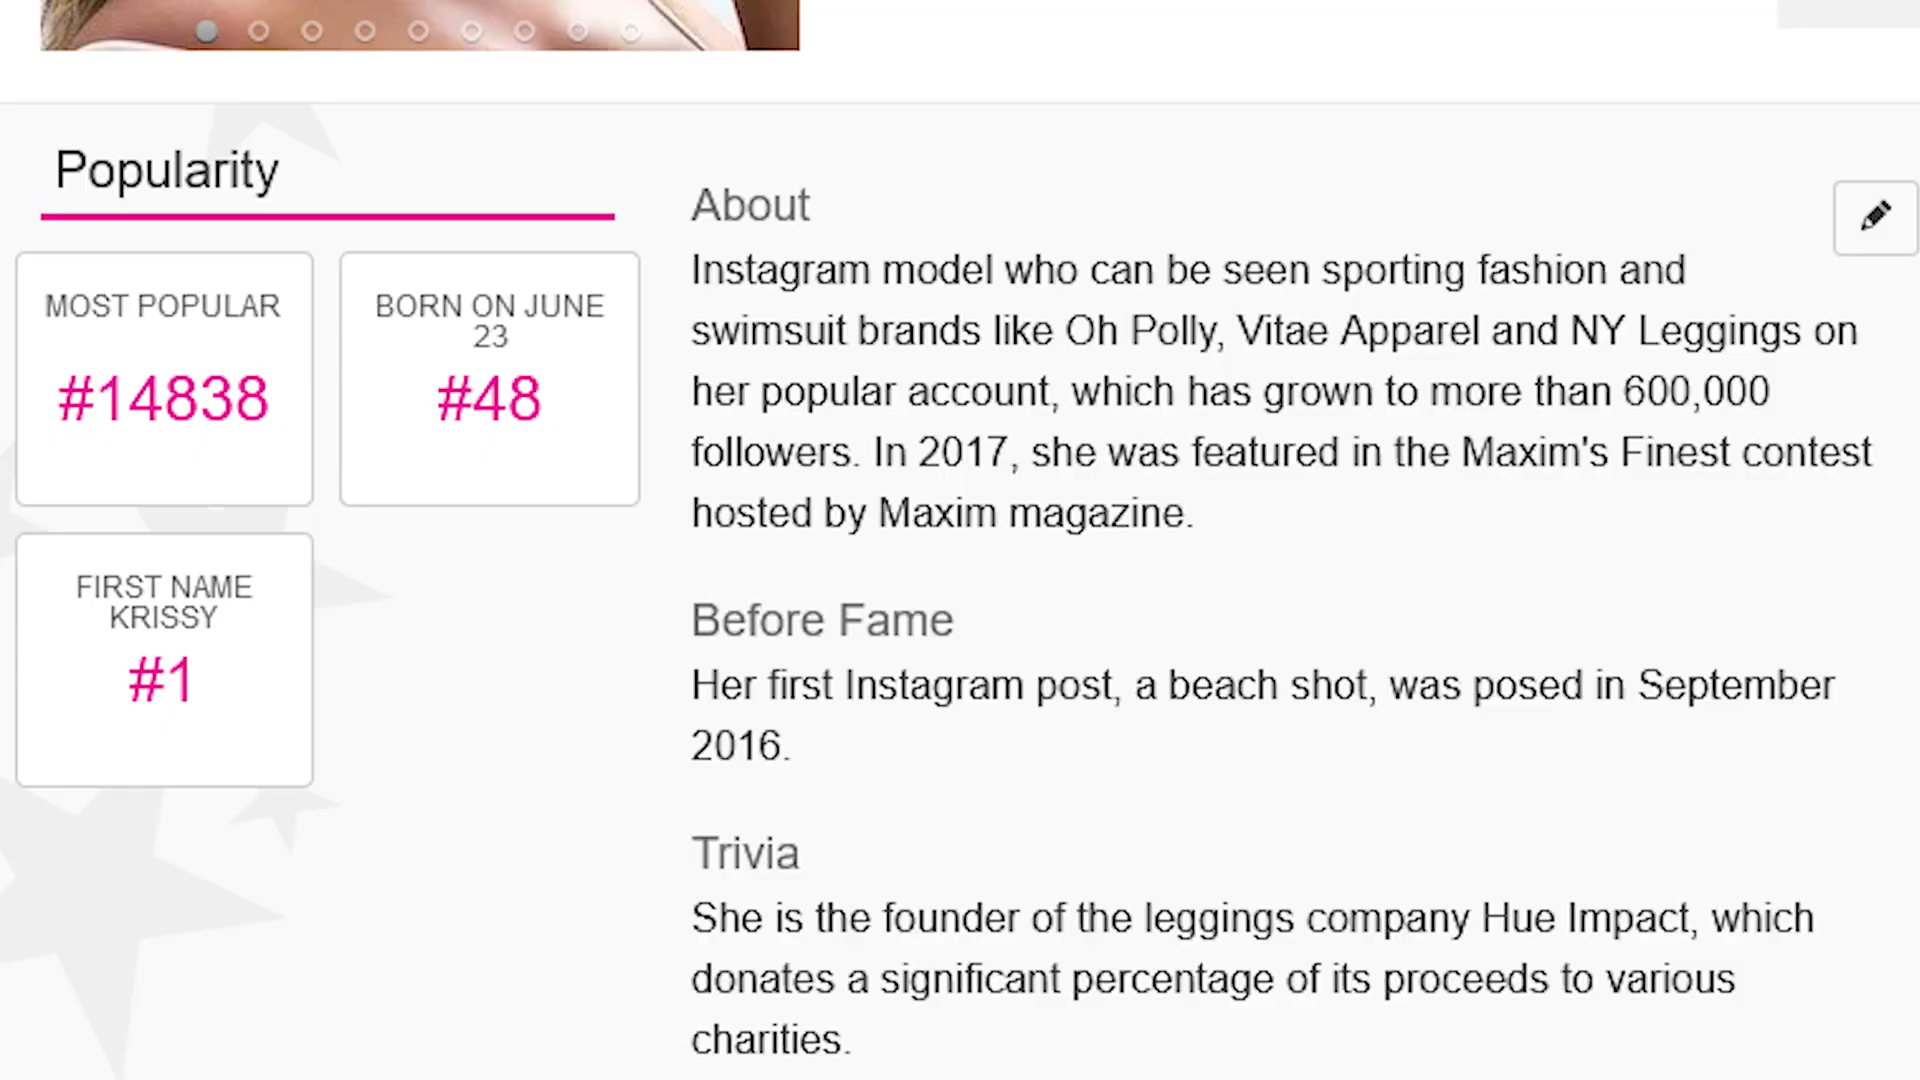 Popularity
MOST POPULAR
#14838
BORN ON JUNE
23
#48
FIRST NAME
KRISSY
#1
About
Instagram model who can be seen sporting fashion and
swimsuit brands like Oh Polly, Vitae Apparel and NY Leggings on
her popular account, which has grown to more than 600,000
followers. In 2017, she was featured in the Maxim's Finest contest
hosted by Maxim magazine.
Before Fame
Her first Instagram post, a beach shot, was posed in September
2016.
Trivia
She is the founder of the leggings company Hue Impact, which
donates a significant percentage of its proceeds to various
charities.